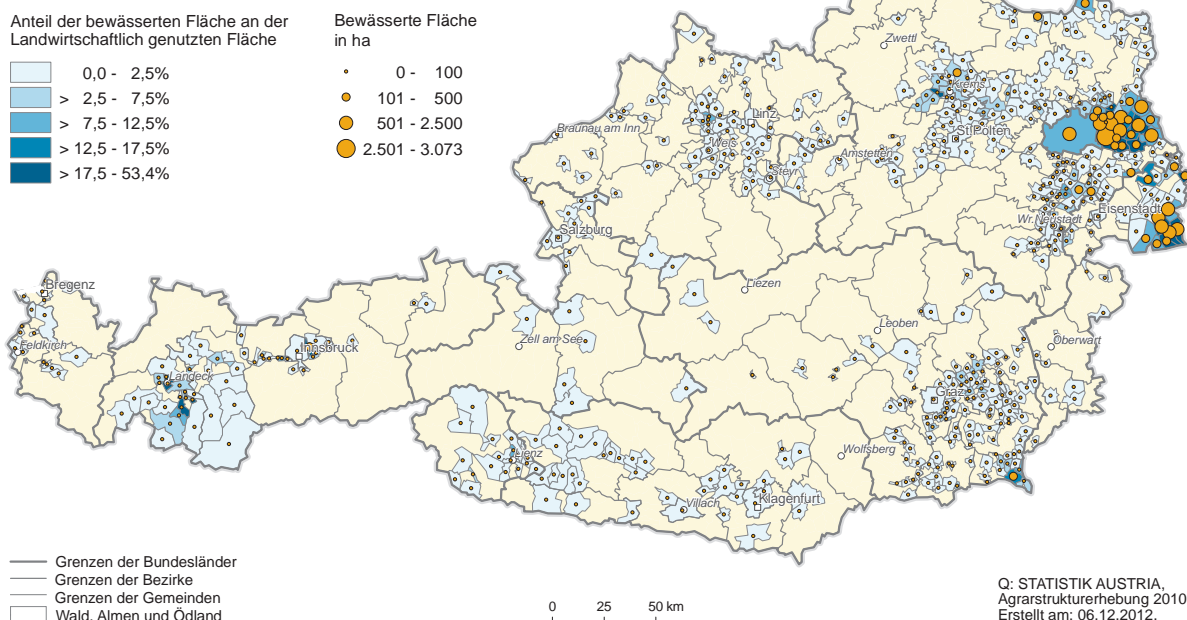 Anteil der bewässerten Fläche an der
Landwirtschaftlich genutzten Fläche
0,0 - 2,5%
> 2,5 - 7,5%
> 7,5 - 12,5%
> 12,5 - 17,5%
> 17,5 - 53,4%
Bewässerte Fläche
in ha
0 - 100
101 - 500
501 - 2.500
2.501 - 3.073
Zwettl
Krems
Linz
Braunau am Inn
St.Pölten
Wels
Amstetten
Steyr
Eisenstadt
Wr.Neustadt
Salzburg
Bregenz
Liezen
Leoben
Feldkirch
Innsbruck
Zell am See
Oberwart
Landeck
Graz
Lienz
Wolfsberg
Villach
Klagenfurt
Grenzen der Bundesländer
Grenzen der Bezirke
Grenzen der Gemeinden
Wald, Almen und Ödland
0 25 50 km
Q: STATISTIK AUSTRIA,
Agrarstrukturerhebung 2010
Erstellt am: 06.12.2012.